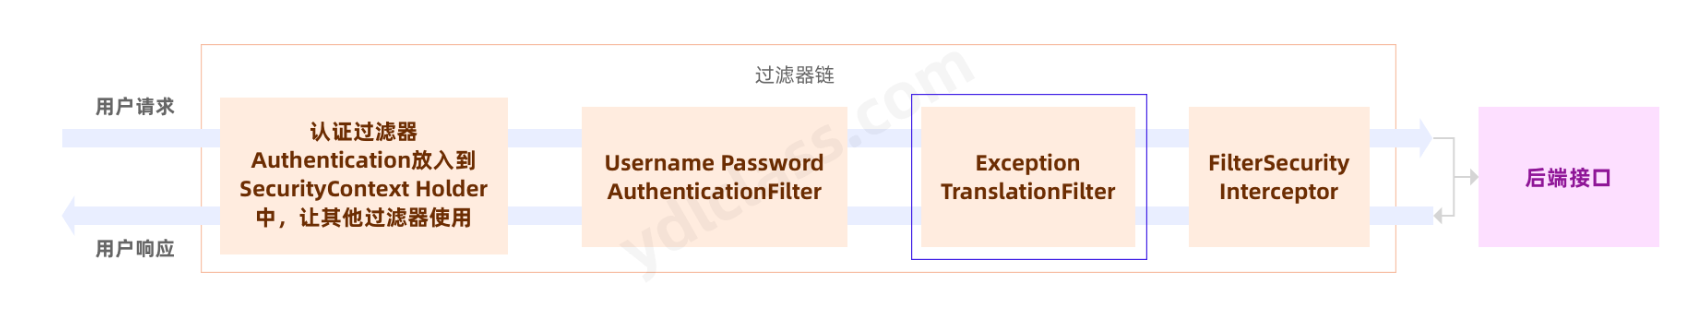 过滤器链
用户请求
认证过滤器
Authentication放入到
SecurityContext Holder
中，让其他过滤器使用
Username Password
AuthenticationFilter
Exception
TranslationFilter
FilterSecurity
Interceptor
后端接口
用户响应
ydlclass.com